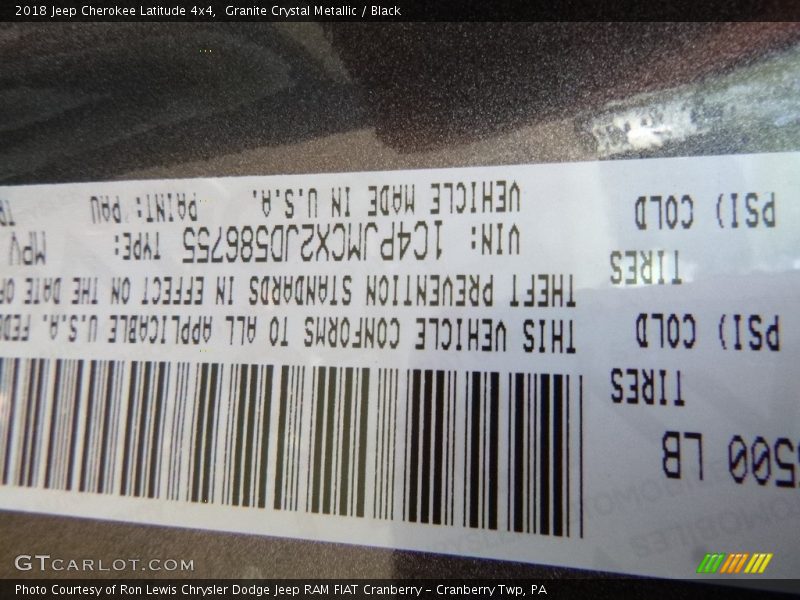 2018 Jeep Cherokee Latitude 4x4,  Granite Crystal Metallic / Black
500 LB
TIRES
PSI) COLD
TIRES
PSI) COLD
THIS VEHICLE CONFORMS TO ALL APPLICABLE U.S.A.
THEFT PREVENTION STANDARDS IN EFFECT ON THE DATE OF
VIN: 1C4PJMCX2JD586755 TYPE: MPV
VEHICLE MADE IN U.S.A. PAINT: PAU
GTCARLOT.COM
Photo Courtesy of Ron Lewis Chrysler Dodge Jeep RAM FIAT Cranberry – Cranberry Twp, PA